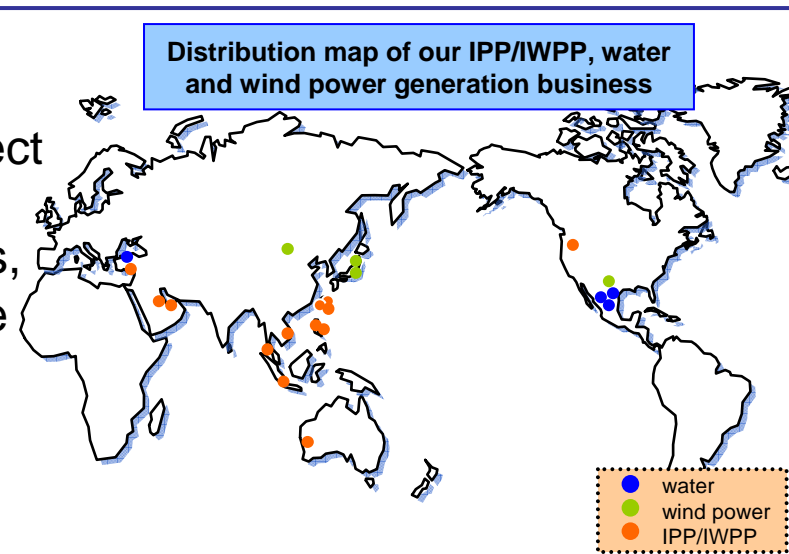 Distribution map of our IPP/IWPP, water
and wind power generation business
water
wind power
IPP/IWPP